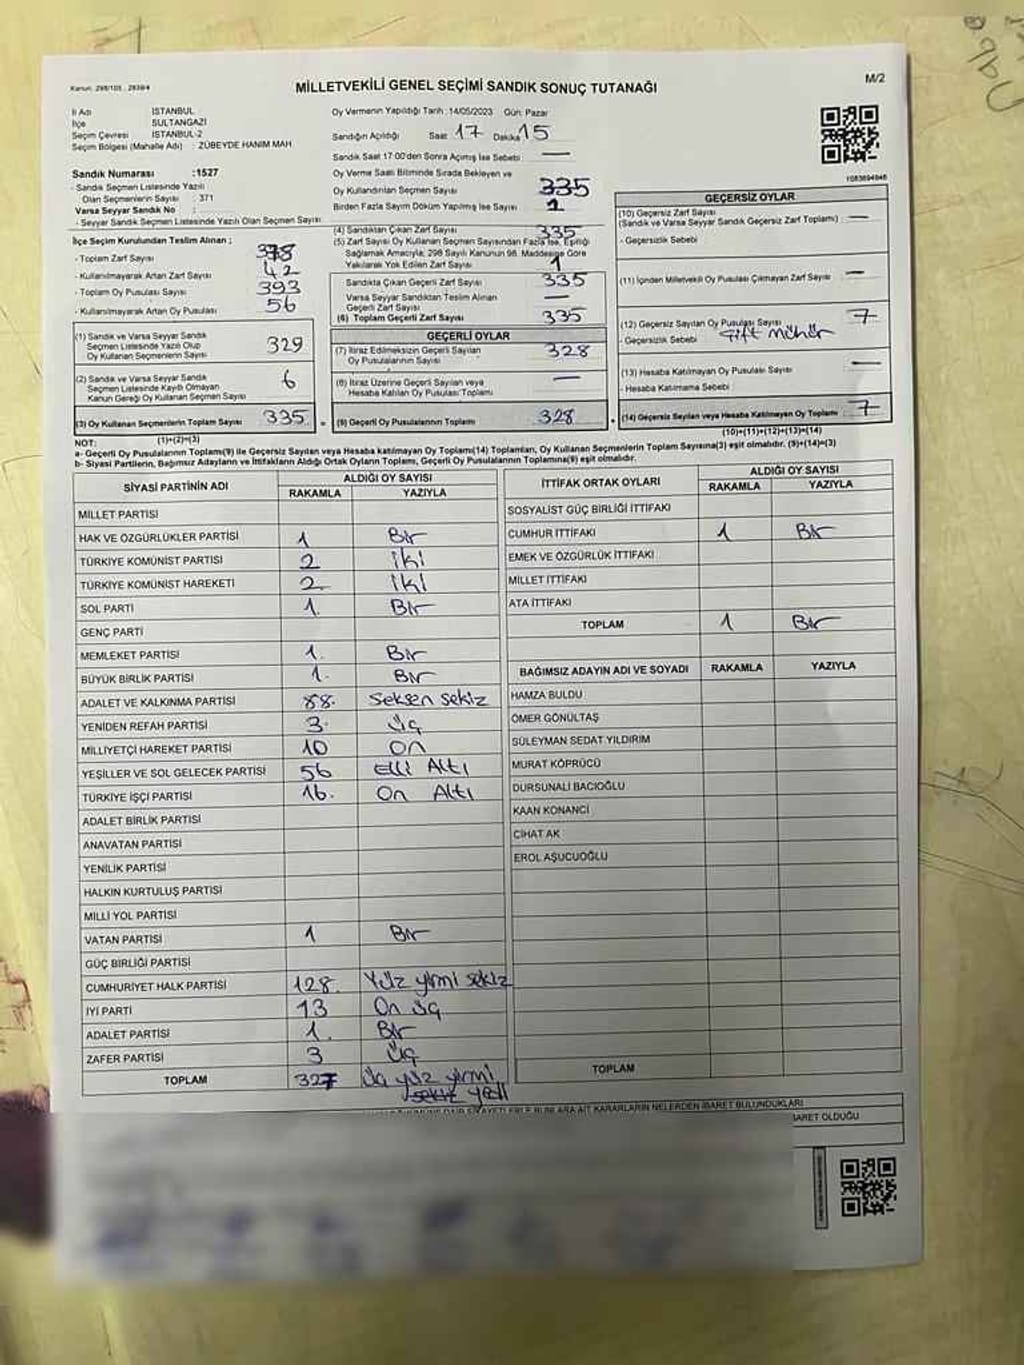 Kanun: 298/105 , 2839/4
MİLLETVEKİLİ GENEL SEÇİMİ SANDIK SONUÇ TUTANAĞI
M/2
İli Adı İSTANBUL
İlçe SULTANGAZİ
Seçim Çevresi İSTANBUL-2
Seçim Bölgesi (Mahalle Adı) : ZÜBEYDE HANIM MAH
Oy Vermenin Yapıldığı Tarih :14/05/2023 Gün: Pazar
Sandığın Açıldığı Saat 17 Dakika 15
Sandık Saat 17:00'den Sonra Açılmış İse Sebebi —
Oy Verme Saati Bitiminde Sırada Bekleyen ve
Oy Kullandırılan Seçmen Sayısı 335
Birden Fazla Sayım Döküm Yapılmış İse Sayısı 1
Sandık Numarası :1527
- Sandık Seçmen Listesinde Yazılı
Olan Seçmenlerin Sayısı : 371
Varsa Seyyar Sandık No :
- Seyyar Sandık Seçmen Listesinde Yazılı Olan Seçmen Sayısı
İlçe Seçim Kurulundan Teslim Alınan ;
- Toplam Zarf Sayısı 378
- Kullanılmayarak Artan Zarf Sayısı 42
- Toplam Oy Pusulası Sayısı 393
- Kullanılmayarak Artan Oy Pusulası 56
(1) Sandık ve Varsa Seyyar Sandık
Seçmen Listesinde Yazılı Olup
Oy Kullanan Seçmenlerin Sayısı 329
(2) Sandık ve Varsa Seyyar Sandık
Seçmen Listesinde Kayıtlı Olmayan
Kanun Gereği Oy Kullanan Seçmen Sayısı 6
(3) Oy Kullanan Seçmenlerin Toplam Sayısı 335
(1)+(2)=(3)
(4) Sandıktan Çıkan Zarf Sayısı 335
(5) Zarf Sayısı Oy Kullanan Seçmen Sayısından Fazla İse, Eşitliği
Sağlamak Amacıyla; 298 Sayılı Kanunun 98. Maddesine Göre
Yakılarak Yok Edilen Zarf Sayısı 1
Sandıkta Çıkan Geçerli Zarf Sayısı 335
Varsa Seyyar Sandıktan Teslim Alınan
Geçerli Zarf Sayısı —
(6) Toplam Geçerli Zarf Sayısı 335
GEÇERLİ OYLAR
(7) İtiraz Edilmeksizin Geçerli Sayılan
Oy Pusulalarının Sayısı 328
(8) İtiraz Üzerine Geçerli Sayılan veya
Hesaba Katılan Oy Pusulası Toplamı —
= (9) Geçerli Oy Pusulalarının Toplamı 328
1083694946
GEÇERSİZ OYLAR
(10) Geçersiz Zarf Sayısı
(Sandık ve Varsa Seyyar Sandık Geçersiz Zarf Toplamı) —
- Geçersizlik Sebebi
(11) İçinden Milletvekili Oy Pusulası Çıkmayan Zarf Sayısı —
(12) Geçersiz Sayılan Oy Pusulası Sayısı 7
- Geçersizlik Sebebi Çift mühür
(13) Hesaba Katılmayan Oy Pusulası Sayısı —
- Hesaba Katılmama Sebebi
+ (14) Geçersiz Sayılan veya Hesaba Katılmayan Oy Toplamı 7
(10)+(11)+(12)+(13)=(14)
NOT:
a- Geçerli Oy Pusulalarının Toplamı(9) ile Geçersiz Sayılan veya Hesaba katılmayan Oy Toplamı(14) Toplamları, Oy Kullanan Seçmenlerin Toplam Sayısına(3) eşit olmalıdır. (9)+(14)=(3)
b- Siyasi Partilerin, Bağımsız Adayların ve İttifakların Aldığı Ortak Oyların Toplamı, Geçerli Oy Pusulalarının Toplamına(9) eşit olmalıdır.
SİYASİ PARTİNİN ADI ALDIĞI OY SAYISI
RAKAMLA YAZIYLA
MİLLET PARTİSİ
HAK VE ÖZGÜRLÜKLER PARTİSİ 1 Bir
TÜRKİYE KOMÜNİST PARTİSİ 2 iki
TÜRKİYE KOMÜNİST HAREKETİ 2 iki
SOL PARTİ 1. Bir
GENÇ PARTİ
MEMLEKET PARTİSİ 1. Bir
BÜYÜK BİRLİK PARTİSİ 1. Bir
ADALET VE KALKINMA PARTİSİ 88. Seksen sekiz
YENİDEN REFAH PARTİSİ 3. üç
MİLLİYETÇİ HAREKET PARTİSİ 10 on
YEŞİLLER VE SOL GELECEK PARTİSİ 56 Elli Altı
TÜRKİYE İŞÇİ PARTİSİ 16. On Altı
ADALET BİRLİK PARTİSİ
ANAVATAN PARTİSİ
YENİLİK PARTİSİ
HALKIN KURTULUŞ PARTİSİ
MİLLİ YOL PARTİSİ
VATAN PARTİSİ 1 Bir
GÜÇ BİRLİĞİ PARTİSİ
CUMHURİYET HALK PARTİSİ 128. Yüz yirmi sekiz
İYİ PARTİ 13 On üç
ADALET PARTİSİ 1. Bir
ZAFER PARTİSİ 3 üç
TOPLAM 327 üç yüz yirmi
sekiz yedi
İTTİFAK ORTAK OYLARI ALDIĞI OY SAYISI
RAKAMLA YAZIYLA
SOSYALİST GÜÇ BİRLİĞİ İTTİFAKI
CUMHUR İTTİFAKI 1 Bir
EMEK VE ÖZGÜRLÜK İTTİFAKI
MİLLET İTTİFAKI
ATA İTTİFAKI
TOPLAM 1 Bir
BAĞIMSIZ ADAYIN ADI VE SOYADI RAKAMLA YAZIYLA
HAMZA BULDU
ÖMER GÖNÜLTAŞ
SÜLEYMAN SEDAT YILDIRIM
MURAT KÖPRÜCÜ
DURSUNALİ BACIOĞLU
KAAN KONANCİ
CİHAT AK
EROL AŞUCUOĞLU
TOPLAM
BUNLARA AİT KARARLARIN NELERDEN İBARET BULUNDUKLARI
İBARET OLDUĞU